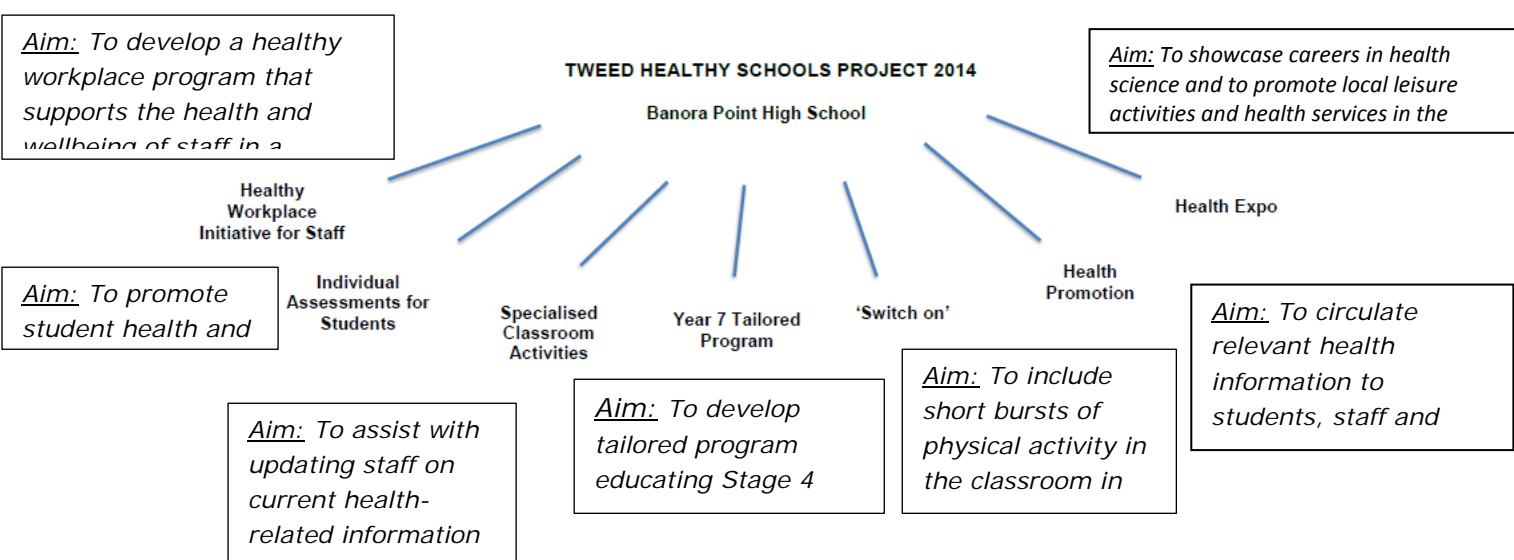 Aim: To develop a healthy
workplace program that
supports the health and
wellbeing of staff in a
TWEED HEALTHY SCHOOLS PROJECT 2014
Banora Point High School
Aim: To showcase careers in health
science and to promote local leisure
activities and health services in the
Healthy
Workplace
Initiative for Staff
Health Expo
Aim: To promote
student health and
Individual
Assessments for
Students
Specialised
Classroom
Activities
Year 7 Tailored
Program
'Switch on'
Health
Promotion
Aim: To circulate
relevant health
information to
students, staff and
Aim: To assist with
updating staff on
current health-
related information
Aim: To develop
tailored program
educating Stage 4
Aim: To include
short bursts of
physical activity in
the classroom in